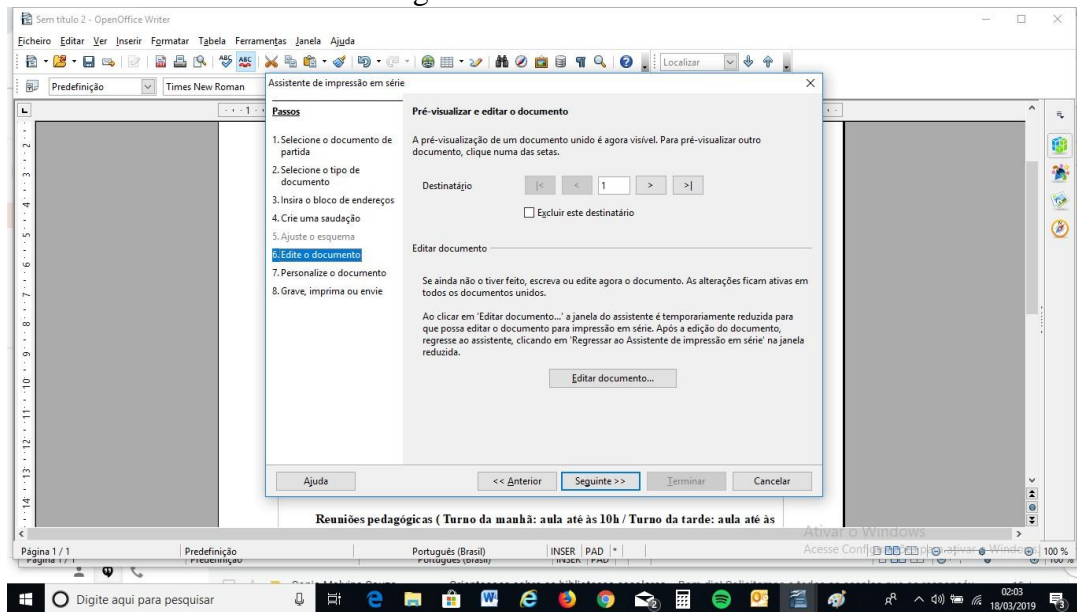 Sem título 2 - OpenOffice Writer
Ficheiro Editar Ver Inserir Formatar Tabela Ferramentas Janela Ajuda
Localizar
Predefinição Times New Roman
Assistente de impressão em série
Passos
1. Selecione o documento de partida
2. Selecione o tipo de documento
3. Insira o bloco de endereços
4. Crie uma saudação
5. Ajuste o esquema
6. Edite o documento
7. Personalize o documento
8. Grave, imprima ou envie
Pré-visualizar e editar o documento
A pré-visualização de um documento unido é agora visível. Para pré-visualizar outro
documento, clique numa das setas.
Destinatário |< < 1 > >|
Excluir este destinatário
Editar documento
Se ainda não o tiver feito, escreva ou edite agora o documento. As alterações ficam ativas em
todos os documentos unidos.
Ao clicar em 'Editar documento...' a janela do assistente é temporariamente reduzida para
que possa editar o documento para impressão em série. Após a edição do documento,
regresse ao assistente, clicando em 'Regressar ao Assistente de impressão em série' na janela
reduzida.
Editar documento...
Ajuda << Anterior Seguinte >> Terminar Cancelar
Reuniões pedagógicas ( Turno da manhã: aula até às 10h / Turno da tarde: aula até às
Ativar o Windows
Página 1 / 1 Predefinição Português (Brasil) INSER PAD * 100 %
Digite aqui para pesquisar
02:03
18/03/2019